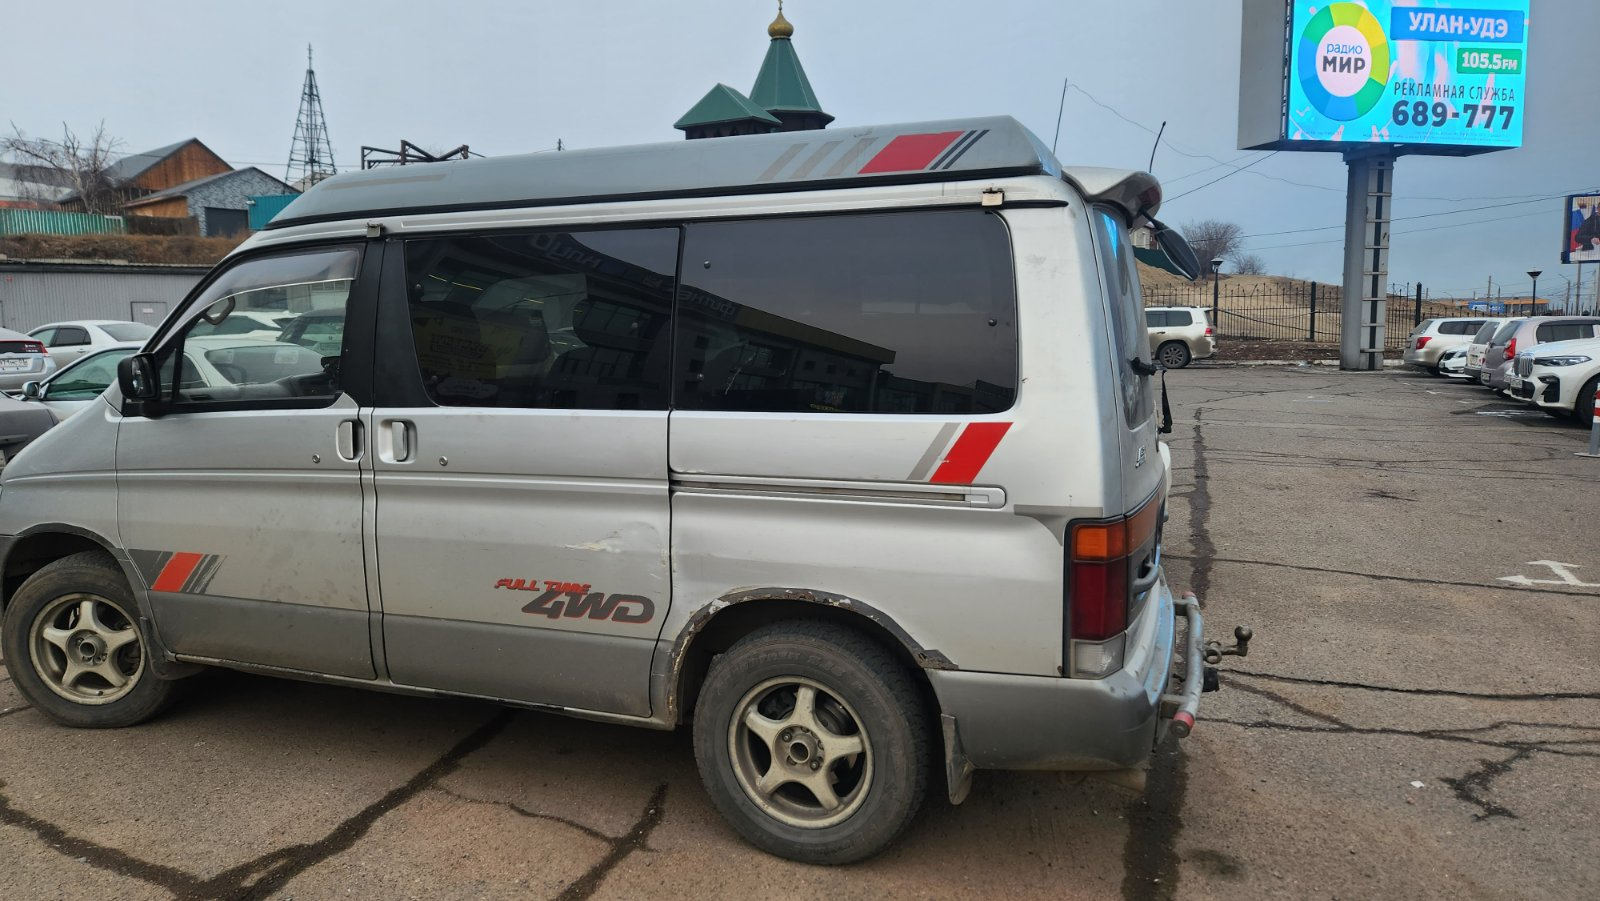 УЛАН-УДЭ
радио
МИР
105.5FM
РЕКЛАМНАЯ СЛУЖБА
689-777
FULL TIME
4WD